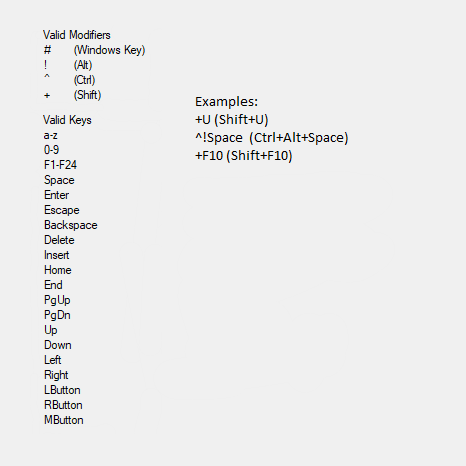 Valid Modifiers
# (Windows Key)
! (Alt)
^ (Ctrl)
+ (Shift)
Valid Keys
a-z
0-9
F1-F24
Space
Enter
Escape
Backspace
Delete
Insert
Home
End
PgUp
PgDn
Up
Down
Left
Right
LButton
RButton
MButton
Examples:
+U (Shift+U)
^!Space (Ctrl+Alt+Space)
+F10 (Shift+F10)